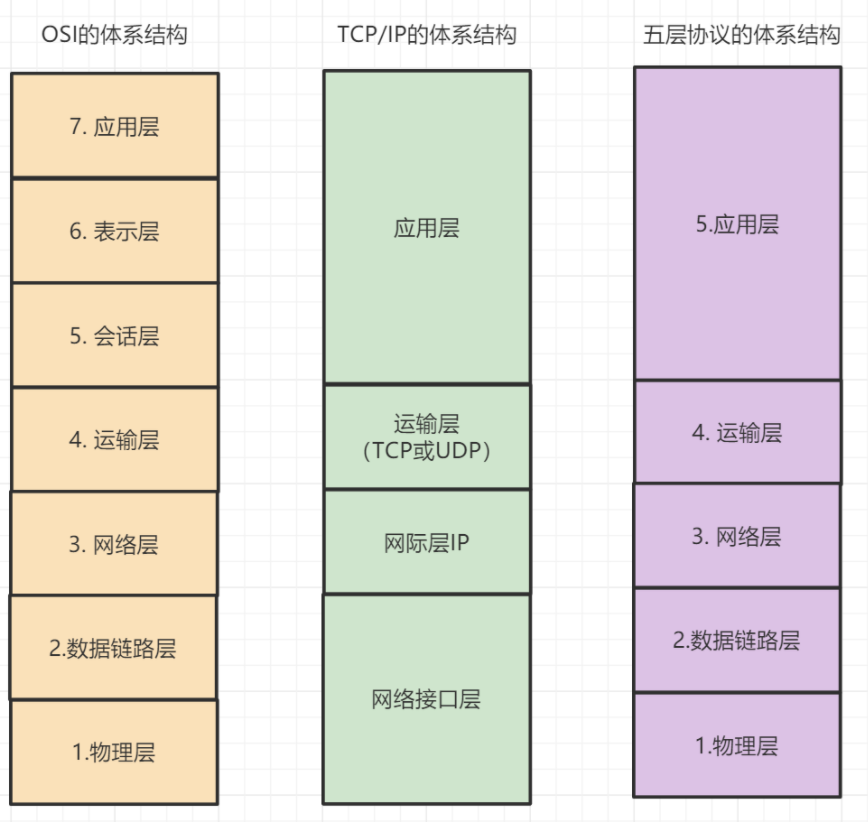 OSI的体系结构
7. 应用层
6. 表示层
5. 会话层
4. 运输层
3. 网络层
2.数据链路层
1.物理层
TCP/IP的体系结构
应用层
运输层
（TCP或UDP）
网际层IP
网络接口层
五层协议的体系结构
5.应用层
4. 运输层
3. 网络层
2.数据链路层
1.物理层